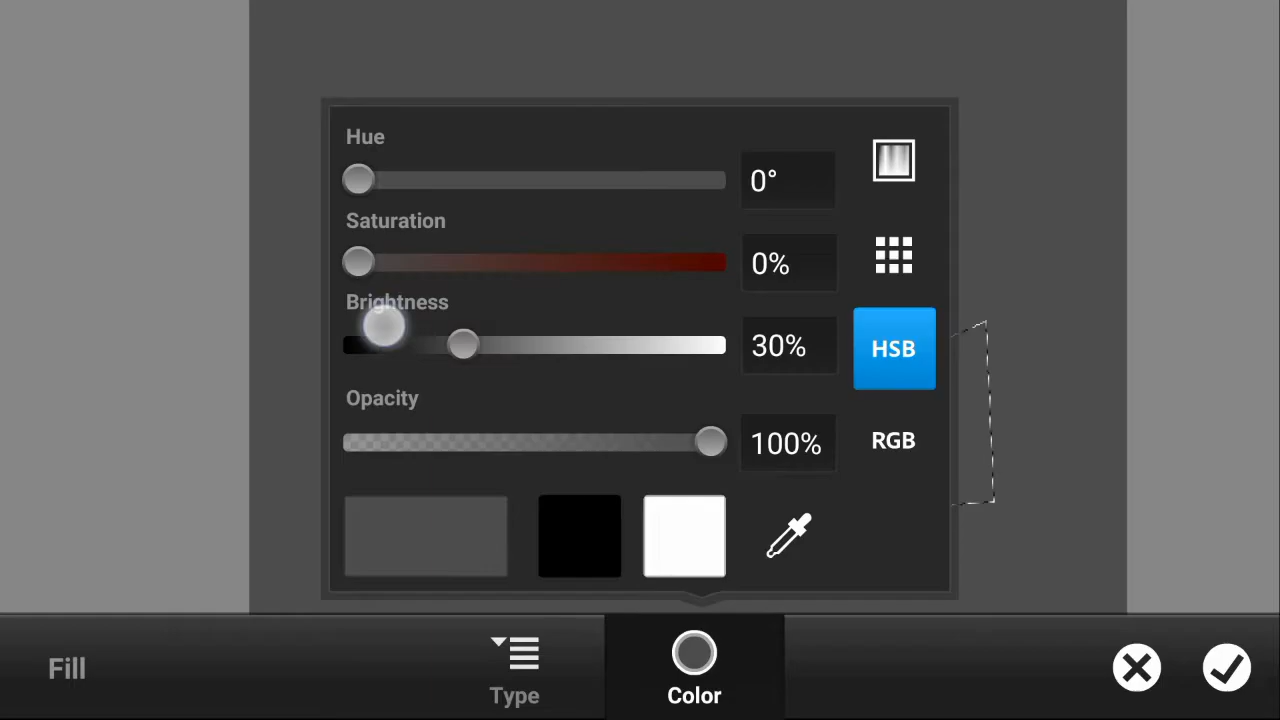 Hue
0°
Saturation
0%
Brightness
30%
HSB
Opacity
100%
RGB
Fill
Type
Color